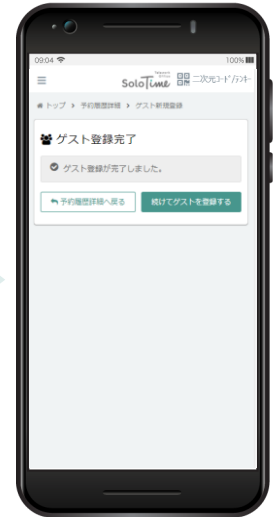 09:04 100%
Telework Office
SoloTime 二次元コード/ランキー
トップ > 予約履歴詳細 > ゲスト新規登録
ゲスト登録完了
ゲスト登録が完了しました。
予約履歴詳細へ戻る 続けてゲストを登録する